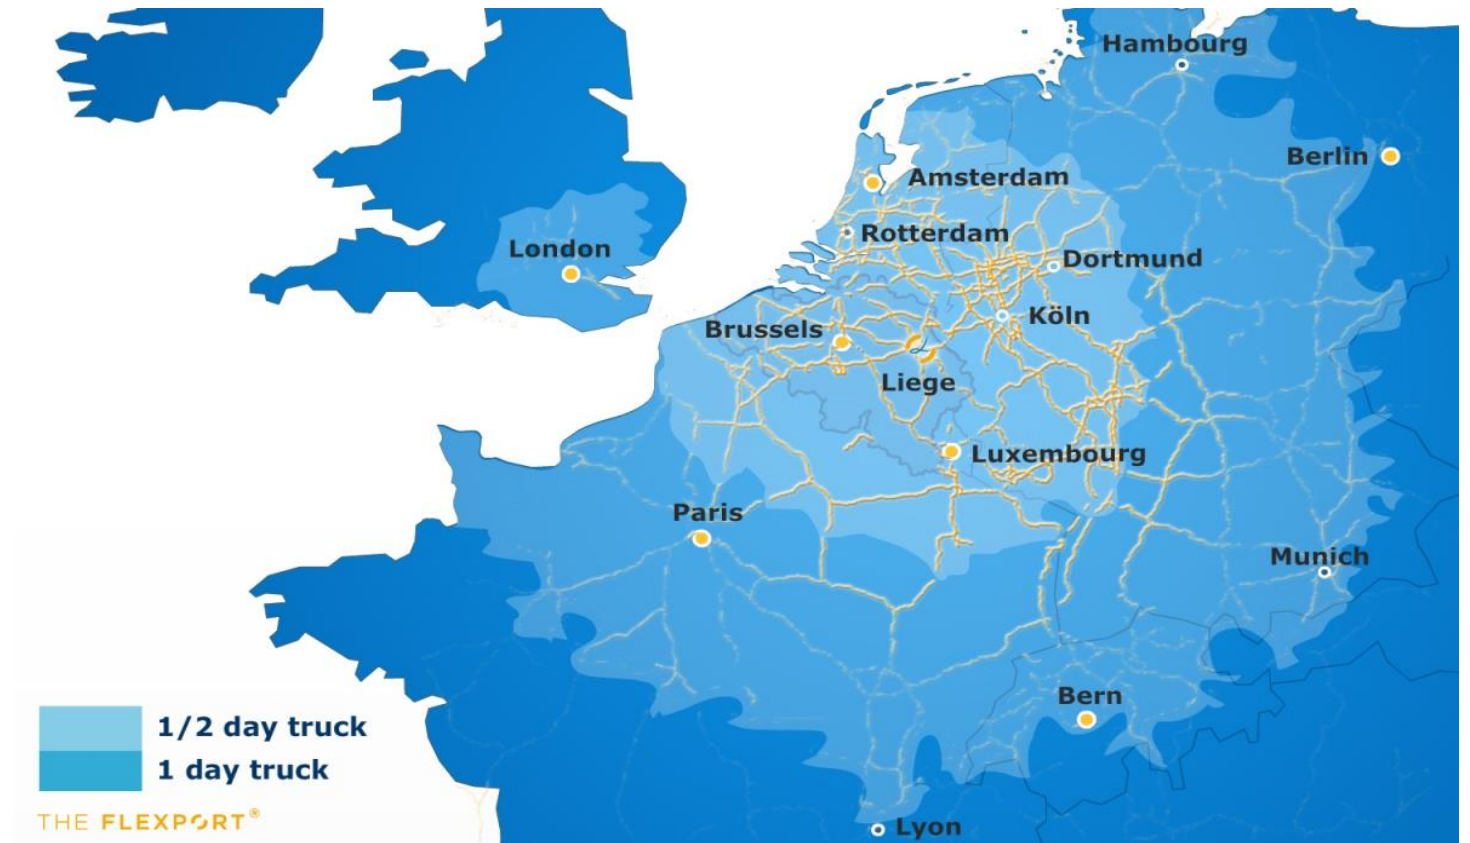 Hambourg
Berlin
Amsterdam
Rotterdam
London
Dortmund
Köln
Brussels
Liege
Luxembourg
Paris
Munich
Bern
1/2 day truck
1 day truck
THE FLEXPORT®
Lyon